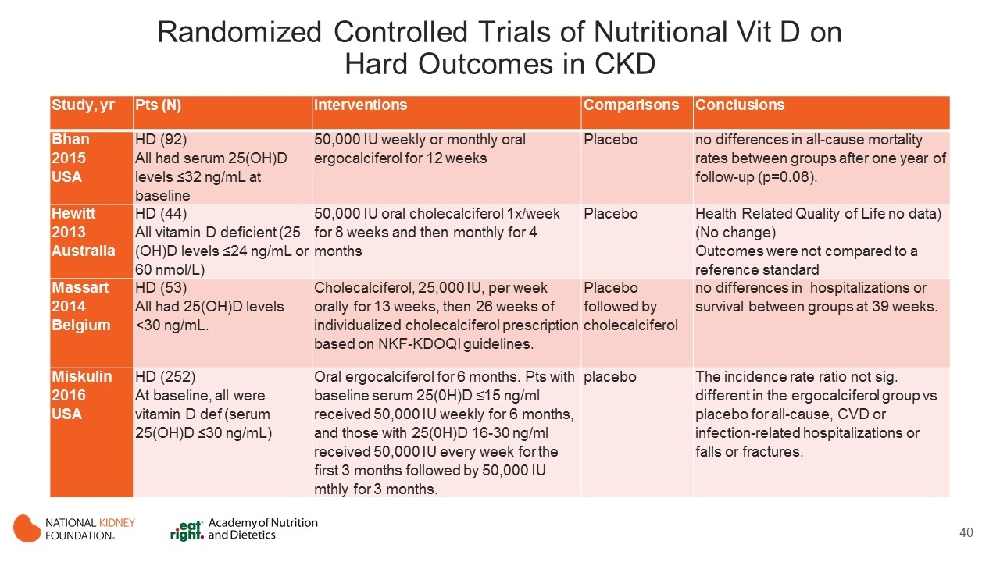 Randomized Controlled Trials of Nutritional Vit D on
Hard Outcomes in CKD
Study, yr
Pts (N)
Interventions
Comparisons
Conclusions
Bhan
2015
USA
HD (92)
All had serum 25(OH)D
levels ≤32 ng/mL at
baseline
50,000 IU weekly or monthly oral
ergocalciferol for 12 weeks
Placebo
no differences in all-cause mortality
rates between groups after one year of
follow-up (p=0.08).
Hewitt
2013
Australia
HD (44)
All vitamin D deficient (25
(OH)D levels ≤24 ng/mL or
60 nmol/L)
50,000 IU oral cholecalciferol 1x/week
for 8 weeks and then monthly for 4
months
Placebo
Health Related Quality of Life no data)
(No change)
Outcomes were not compared to a
reference standard
Massart
2014
Belgium
HD (53)
All had 25(OH)D levels
<30 ng/mL.
Cholecalciferol, 25,000 IU, per week
orally for 13 weeks, then 26 weeks of
individualized cholecalciferol prescription
based on NKF-KDOQI guidelines.
Placebo
followed by
cholecalciferol
no differences in hospitalizations or
survival between groups at 39 weeks.
Miskulin
2016
USA
HD (252)
At baseline, all were
vitamin D def (serum
25(OH)D ≤30 ng/mL)
Oral ergocalciferol for 6 months. Pts with
baseline serum 25(0H)D ≤15 ng/ml
received 50,000 IU weekly for 6 months,
and those with 25(0H)D 16-30 ng/ml
received 50,000 IU every week for the
first 3 months followed by 50,000 IU
mthly for 3 months.
placebo
The incidence rate ratio not sig.
different in the ergocalciferol group vs
placebo for all-cause, CVD or
infection-related hospitalizations or
falls or fractures.
NATIONAL KIDNEY
FOUNDATION®
eat
right.
Academy of Nutrition
and Dietetics
40